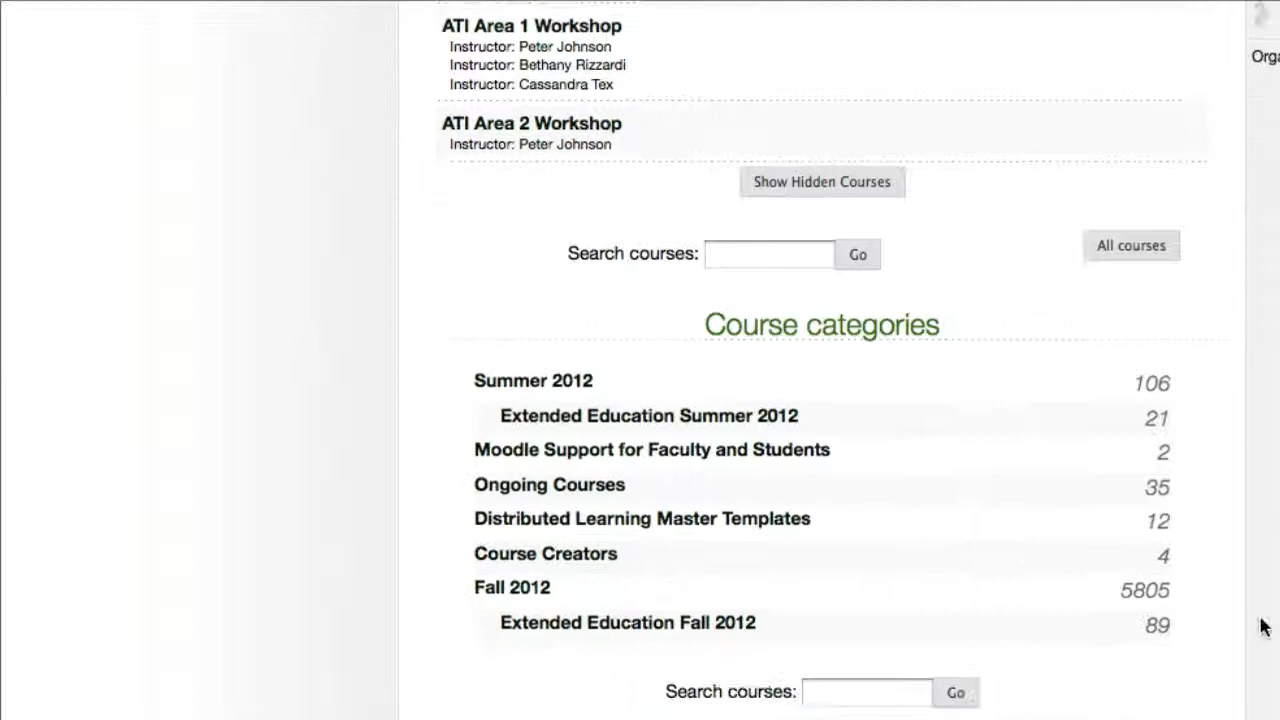 ATI Area 1 Workshop
Instructor: Peter Johnson
Instructor: Bethany Rizzardi
Instructor: Cassandra Tex
ATI Area 2 Workshop
Instructor: Peter Johnson
Show Hidden Courses
Search courses: Go
All courses
Course categories
Summer 2012 106
Extended Education Summer 2012 21
Moodle Support for Faculty and Students 2
Ongoing Courses 35
Distributed Learning Master Templates 12
Course Creators 4
Fall 2012 5805
Extended Education Fall 2012 89
Search courses: Go